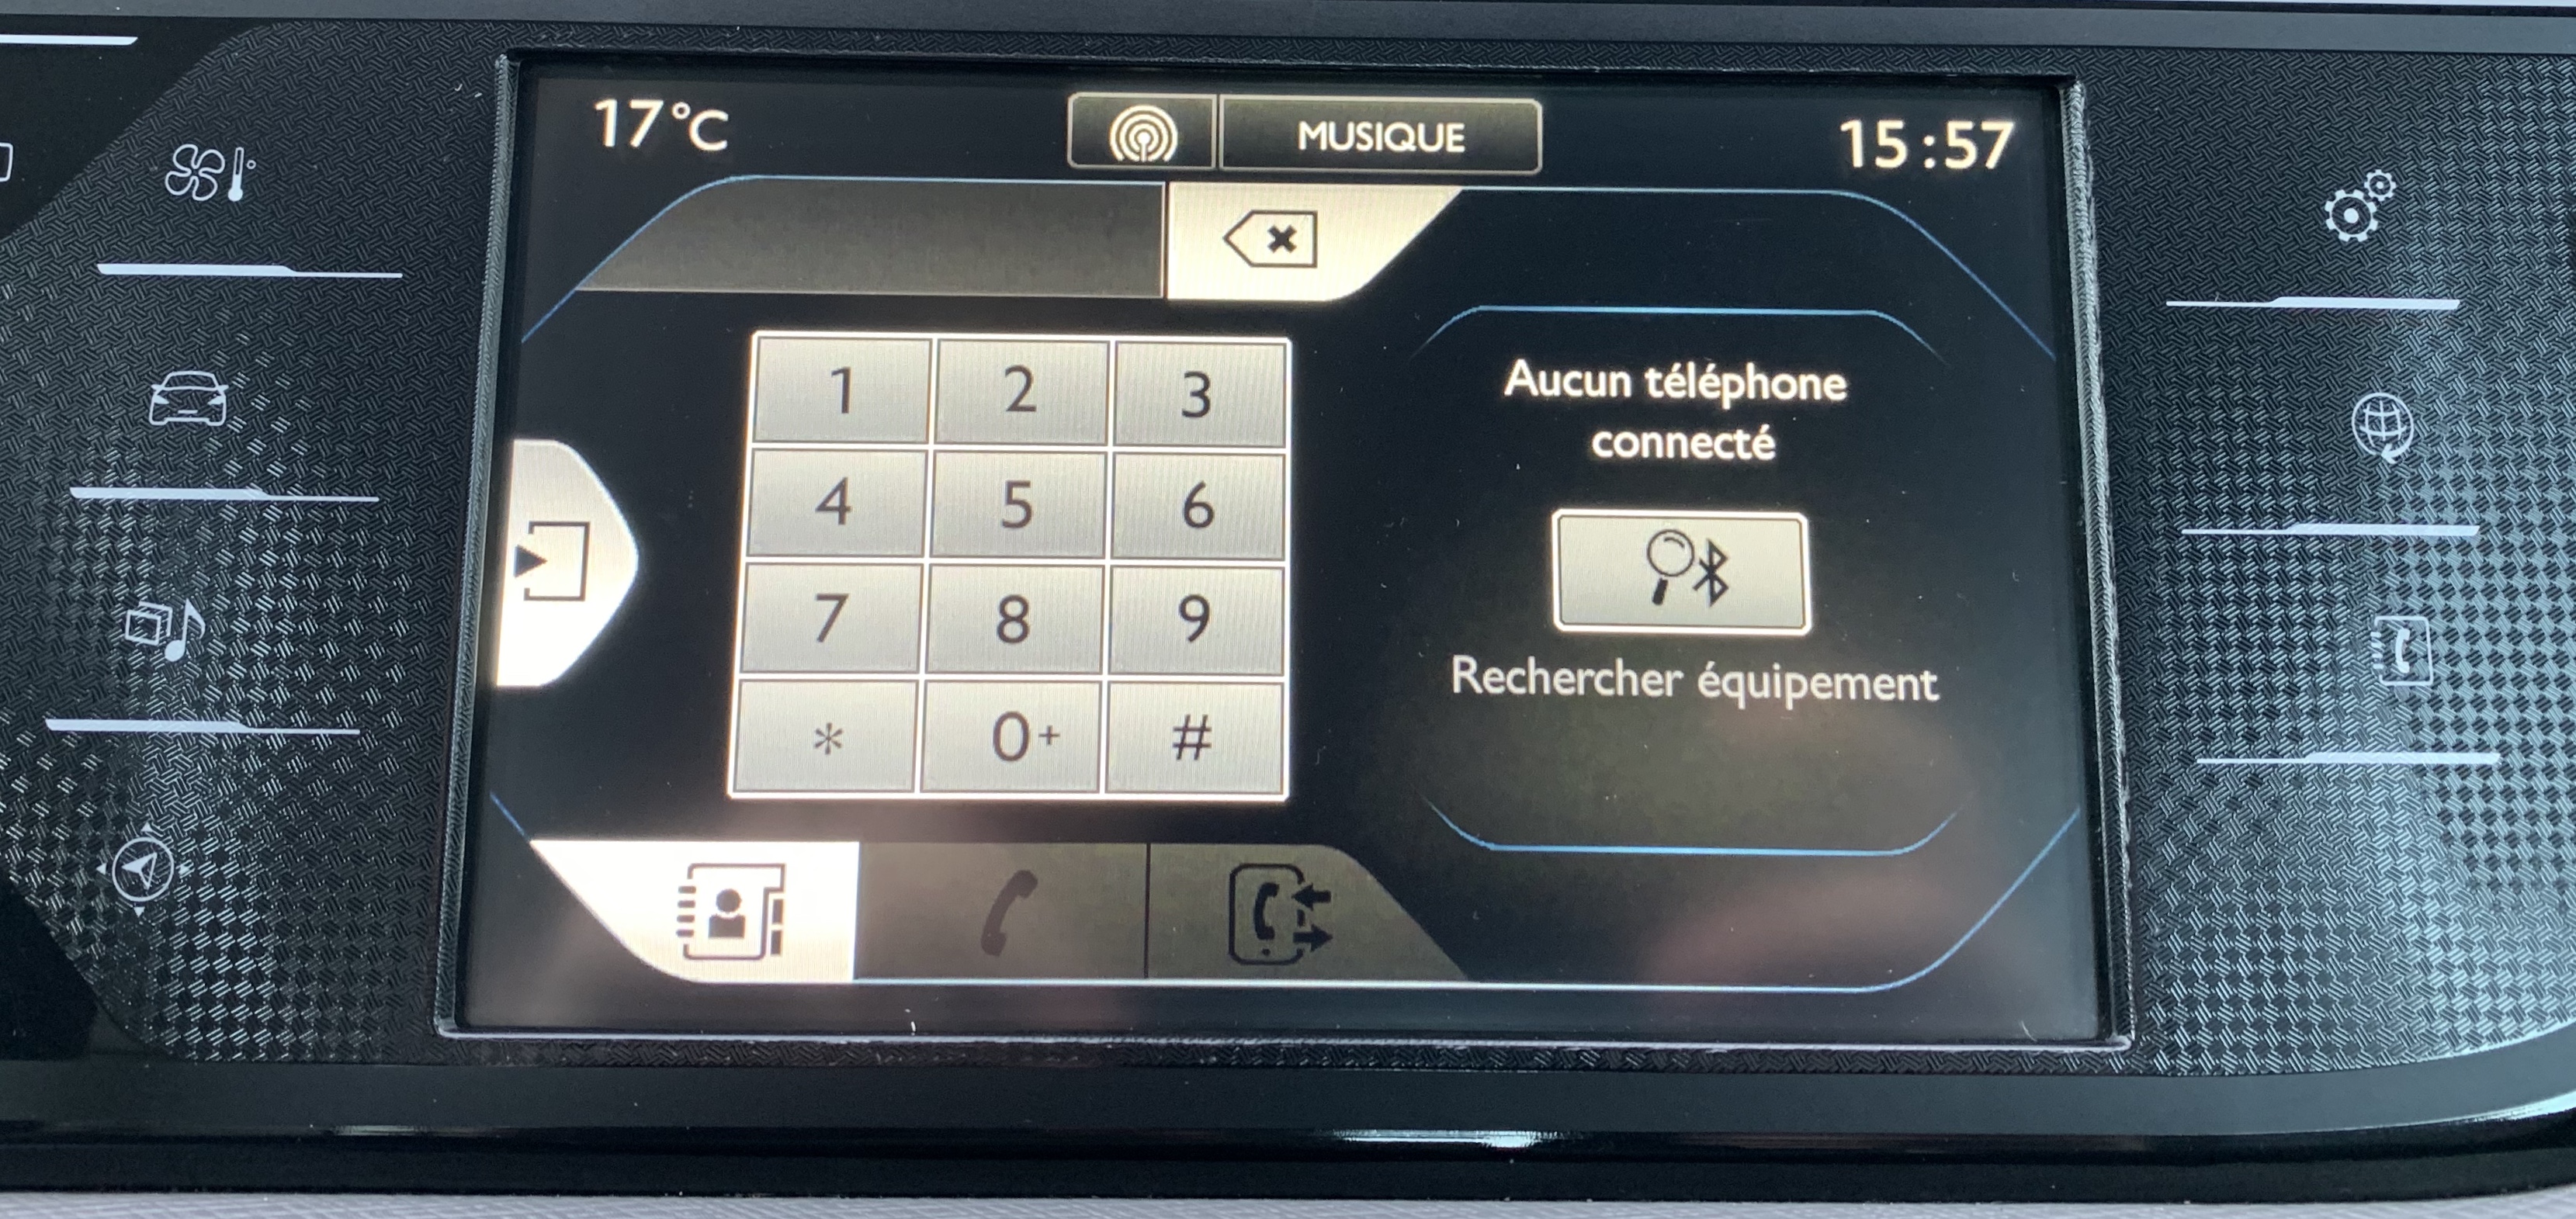 17°C
MUSIQUE
15:57
1 2 3
4 5 6
7 8 9
* 0+ #
Aucun téléphone
connecté
Rechercher équipement